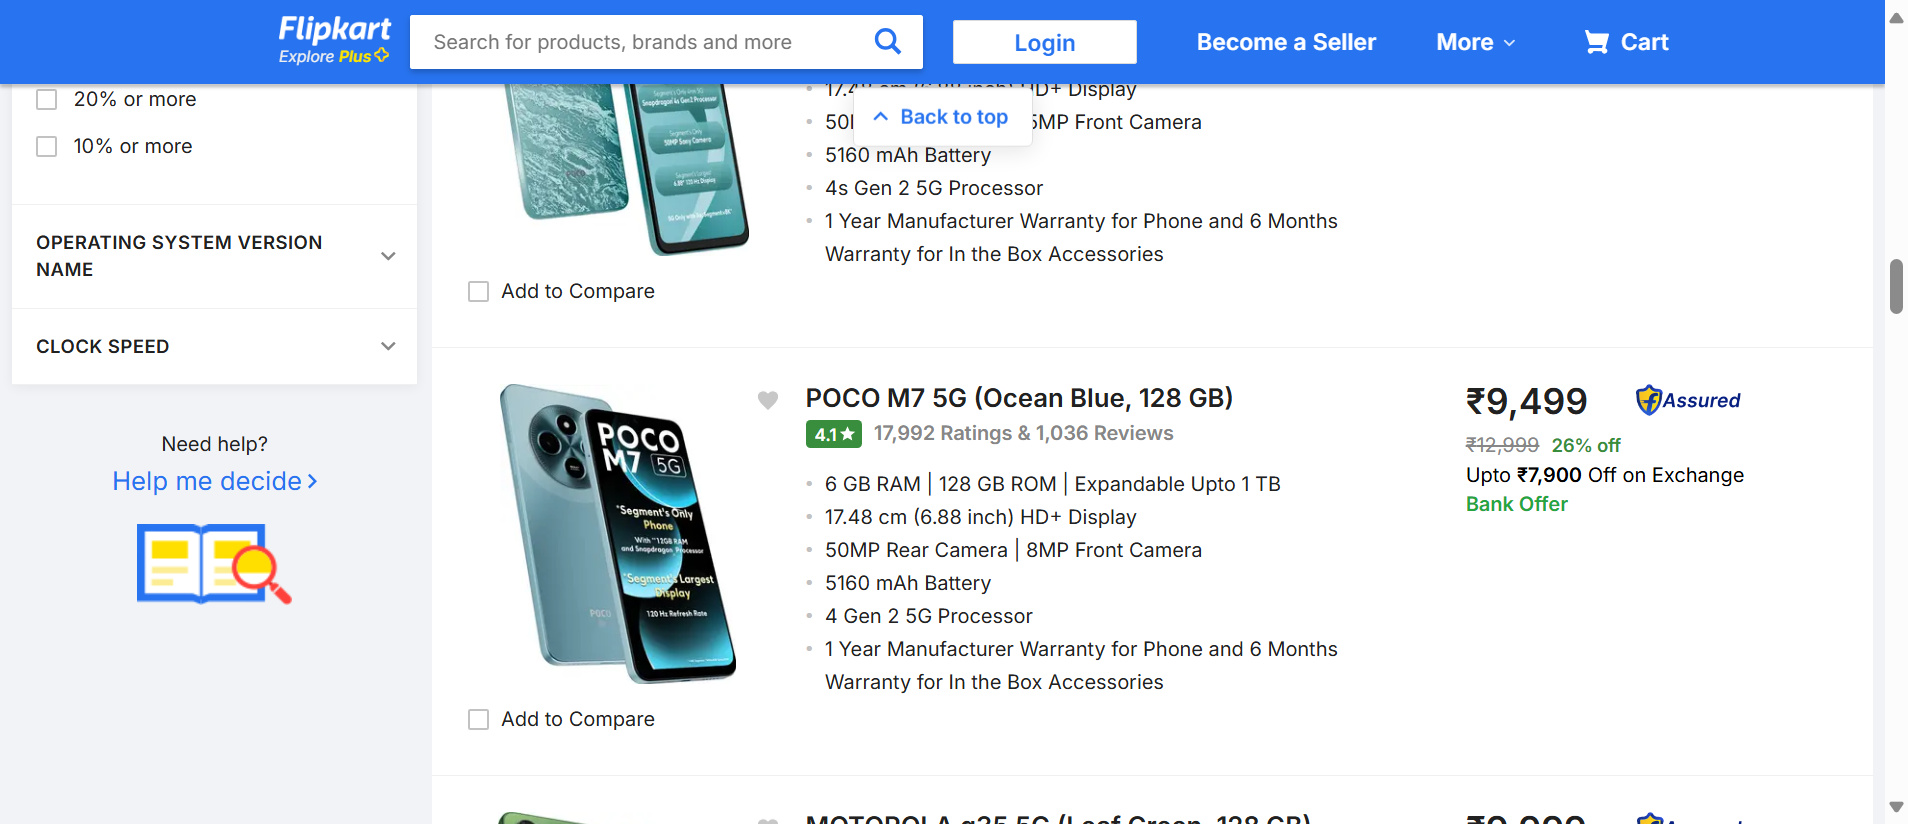 Flipkart
Explore Plus
Search for products, brands and more
Login
Become a Seller
More
Cart
20% or more
10% or more
OPERATING SYSTEM VERSION
NAME
CLOCK SPEED
Need help?
Help me decide
Display
Back to top
5MP Front Camera
5160 mAh Battery
4s Gen 2 5G Processor
1 Year Manufacturer Warranty for Phone and 6 Months
Warranty for In the Box Accessories
Add to Compare
POCO
M7 5G
"Segment's Only
Phone
With "12GB RAM
and Snapdragon Processor
"Segment's Largest
Display
120 Hz Refresh Rate
POCO
Add to Compare
POCO M7 5G (Ocean Blue, 128 GB)
4.1★ 17,992 Ratings & 1,036 Reviews
6 GB RAM | 128 GB ROM | Expandable Upto 1 TB
17.48 cm (6.88 inch) HD+ Display
50MP Rear Camera | 8MP Front Camera
5160 mAh Battery
4 Gen 2 5G Processor
1 Year Manufacturer Warranty for Phone and 6 Months
Warranty for In the Box Accessories
₹9,499
Assured
₹12,999 26% off
Upto ₹7,900 Off on Exchange
Bank Offer
MOTOROLA g35 5G (Leaf Green, 128 GB)
₹9,999